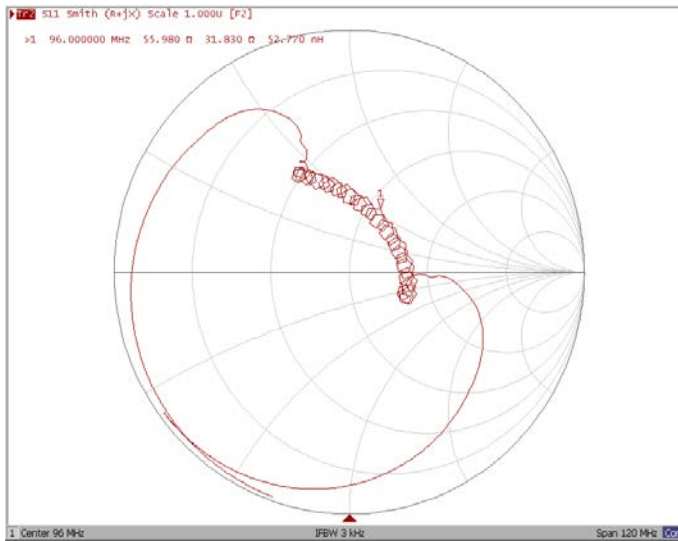 Tr2 S11 Smith (R+jX) Scale 1.000U [F2]
>1 96.000000 MHz 55.980 Ω 31.830 Ω 52.770 nH
1
1 Center 96 MHz IFBW 3 kHz Span 120 MHz Co